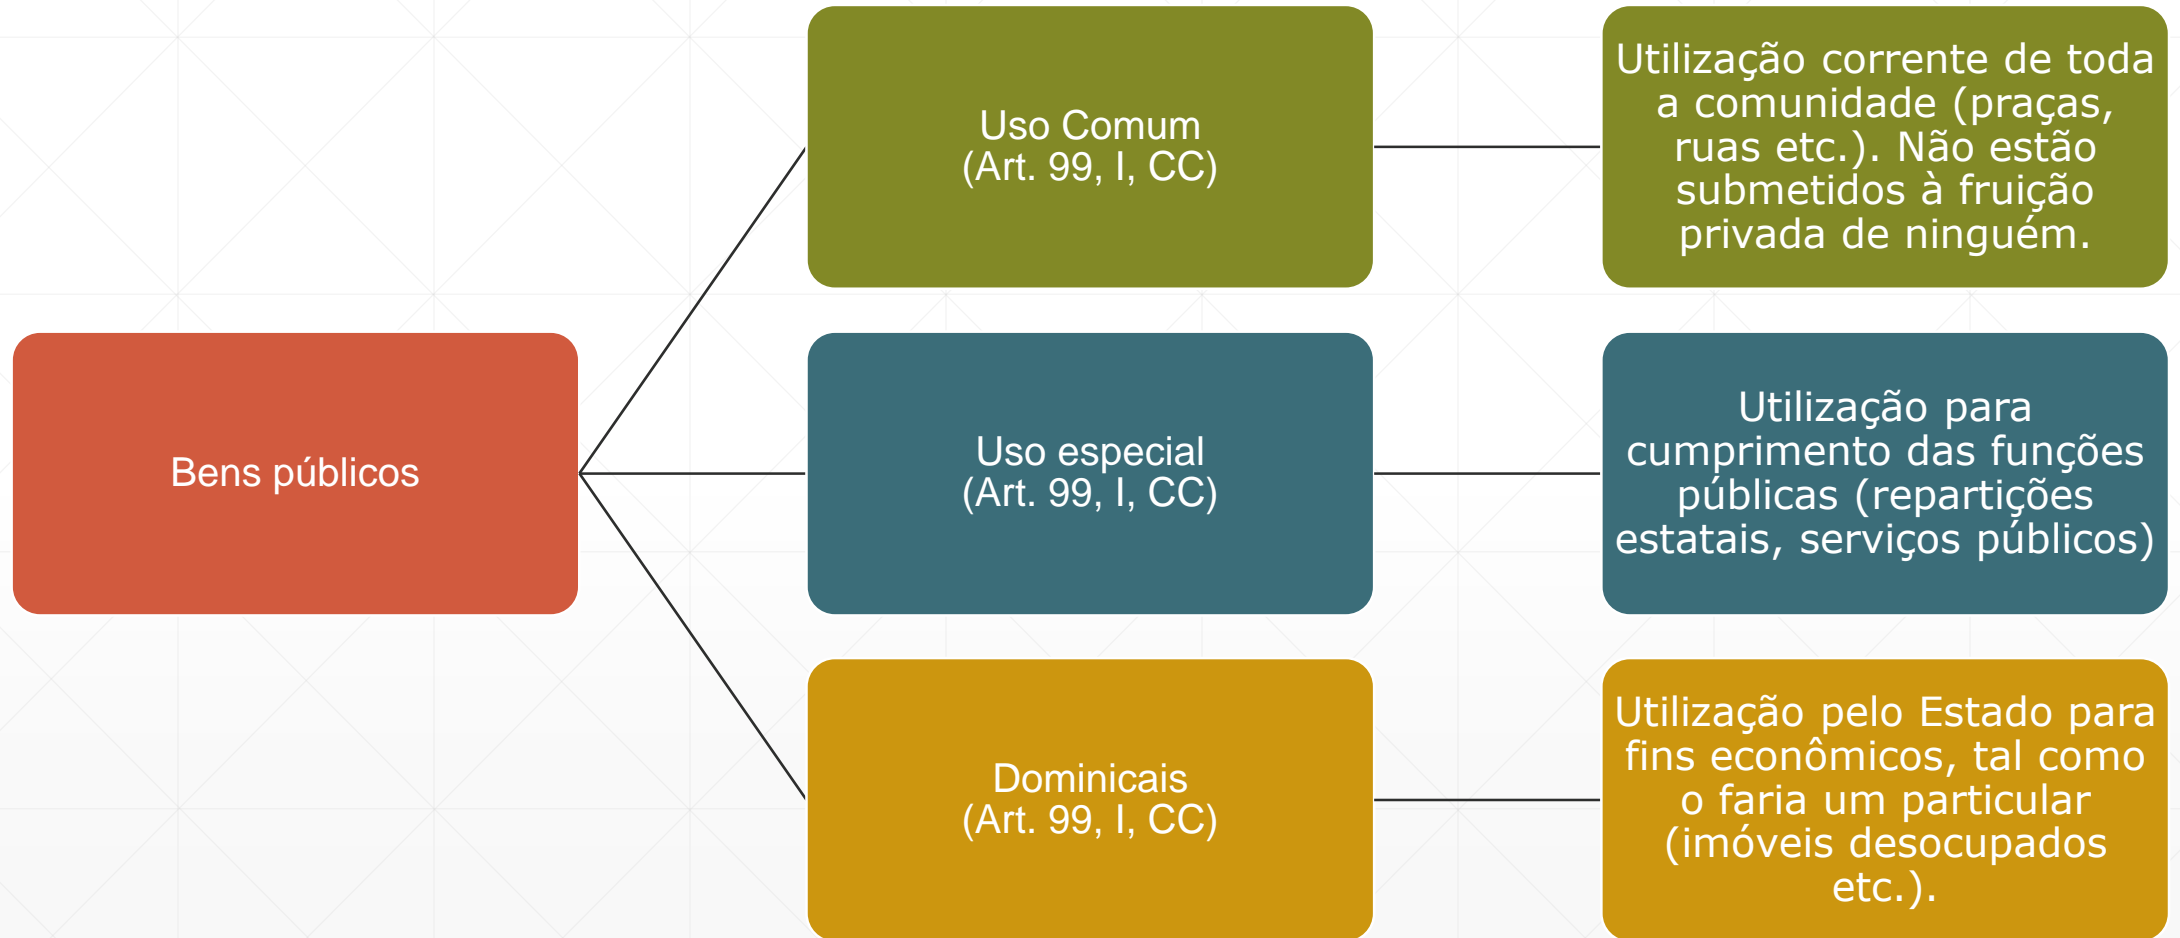 Bens públicos
Uso Comum
(Art. 99, I, CC)
Utilização corrente de toda
a comunidade (praças,
ruas etc.). Não estão
submetidos à fruição
privada de ninguém.
Uso especial
(Art. 99, I, CC)
Utilização para
cumprimento das funções
públicas (repartições
estatais, serviços públicos)
Dominicais
(Art. 99, I, CC)
Utilização pelo Estado para
fins econômicos, tal como
o faria um particular
(imóveis desocupados
etc.).